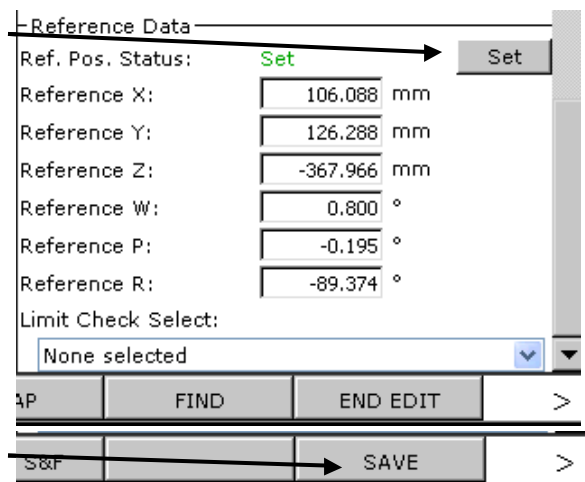 Reference Data
Ref. Pos. Status: Set Set
Reference X: 106.088 mm
Reference Y: 126.288 mm
Reference Z: -367.966 mm
Reference W: 0.800 °
Reference P: -0.195 °
Reference R: -89.374 °
Limit Check Select:
None selected
AP FIND END EDIT >
S&F SAVE >